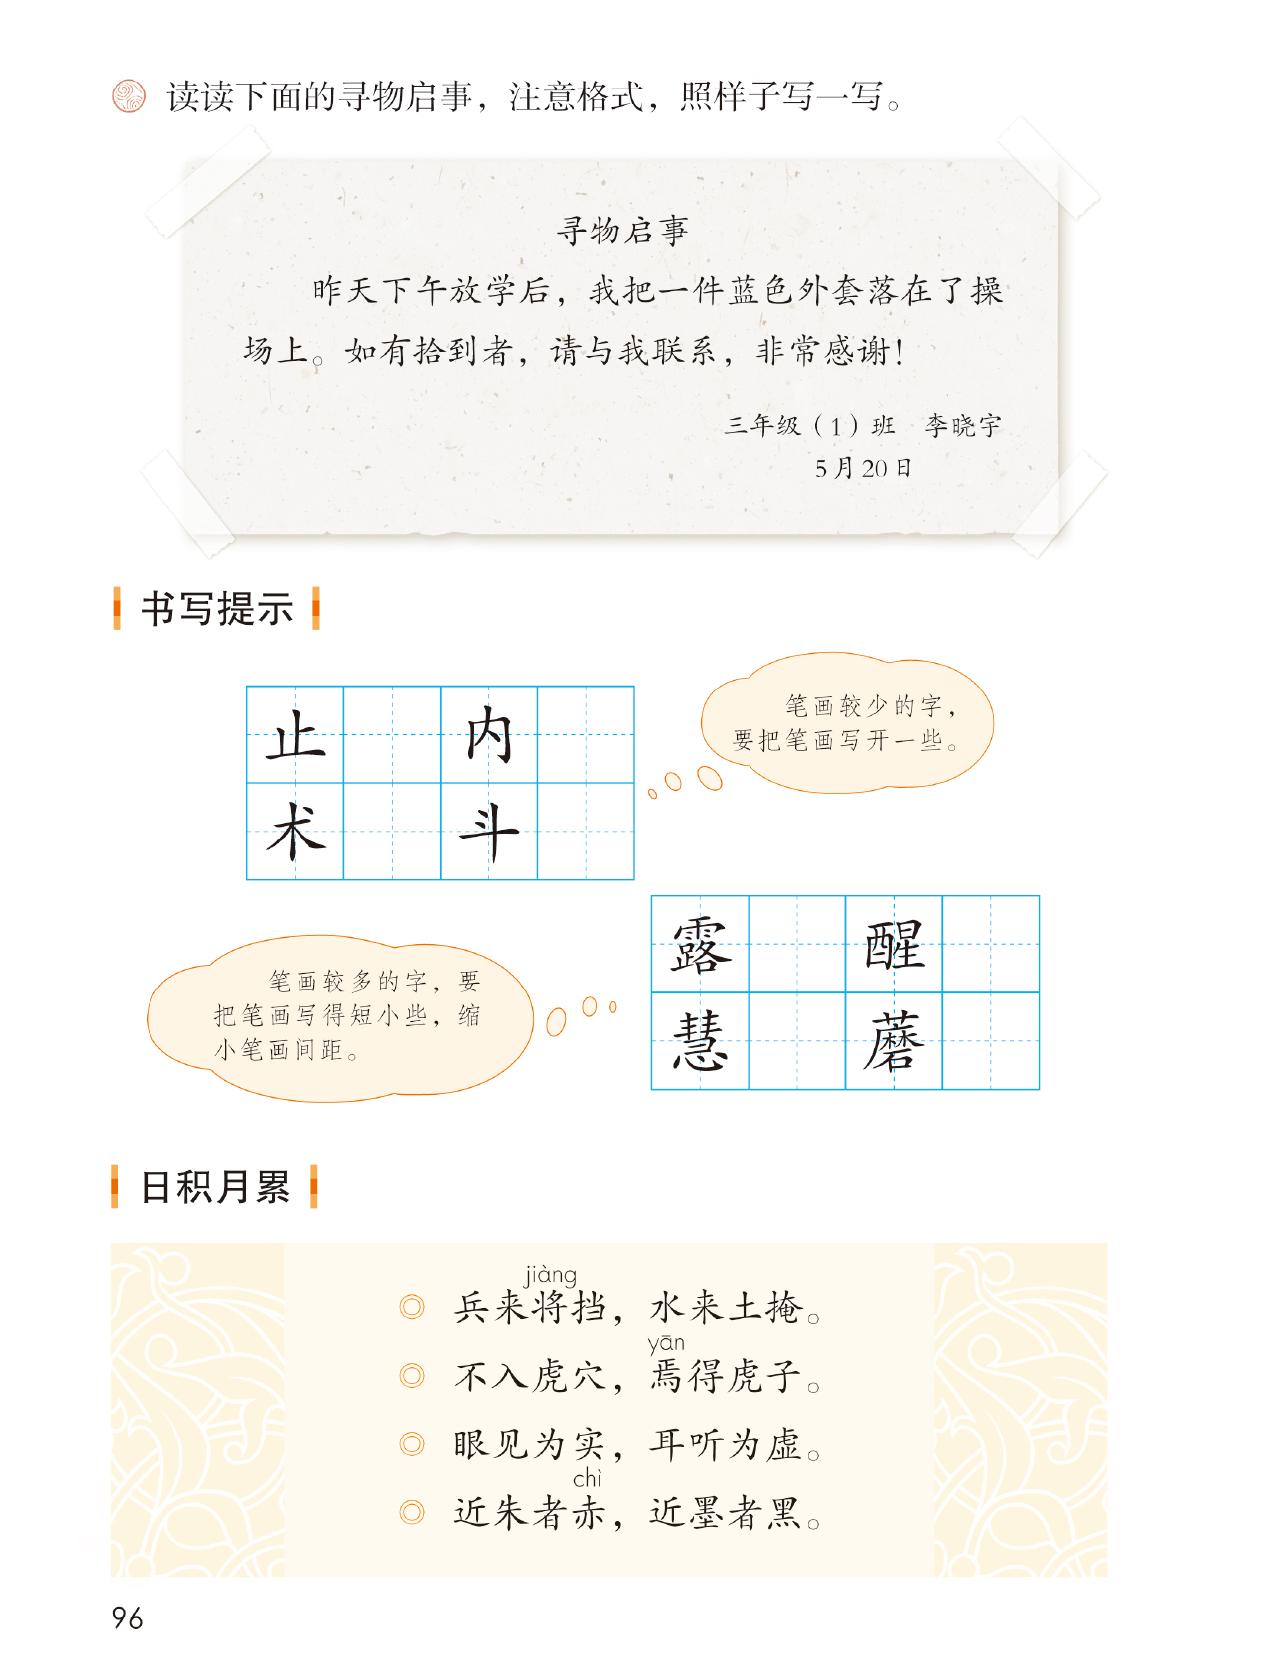 读读下面的寻物启事，注意格式，照样子写一写。
寻物启事
昨天下午放学后，我把一件蓝色外套落在了操
场上。如有拾到者，请与我联系，非常感谢！
三年级（1）班　李晓宇
5月20日
书写提示
笔画较少的字，
要把笔画写开一些。
止 内
术 斗
笔画较多的字，要
把笔画写得短小些，缩
小笔画间距。
露 醒
慧 蘑
日积月累
jiàng
兵来将挡，水来土掩。
yān
不入虎穴，焉得虎子。
眼见为实，耳听为虚。
chì
近朱者赤，近墨者黑。
96